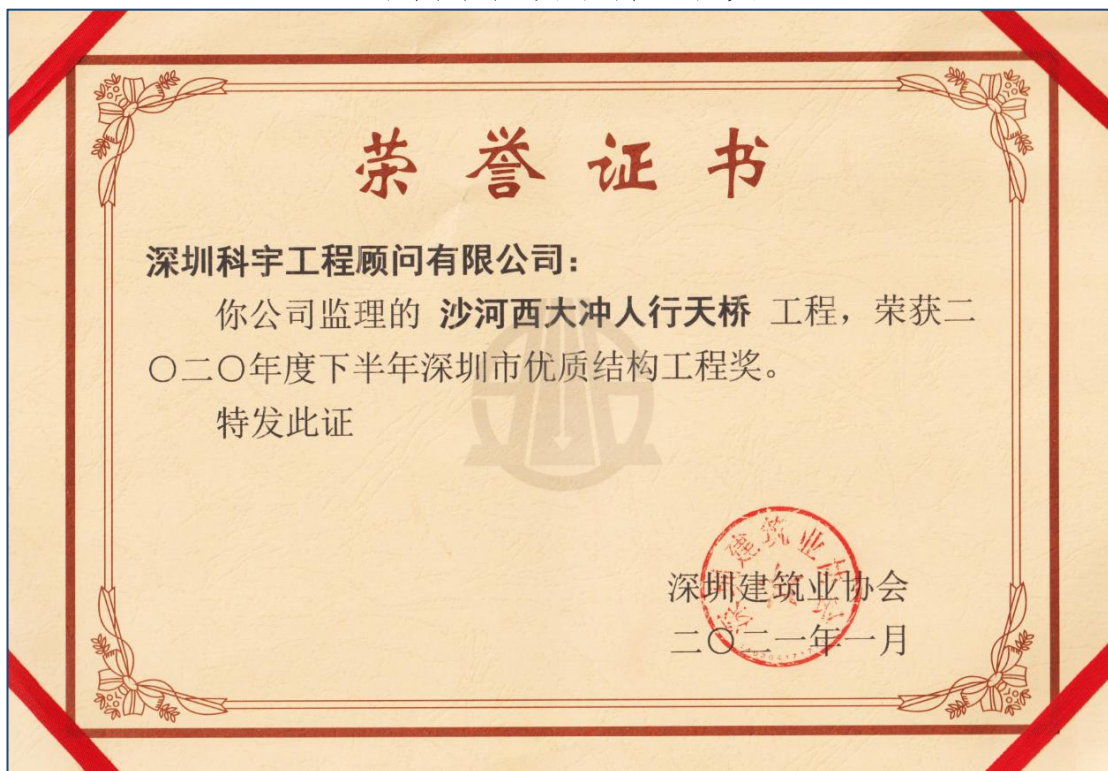 荣誉证书
深圳科宇工程顾问有限公司：
你公司监理的 沙河西大冲人行天桥 工程，荣获二
〇二〇年度下半年深圳市优质结构工程奖。
特发此证
深圳建筑业协会
二〇二一年一月